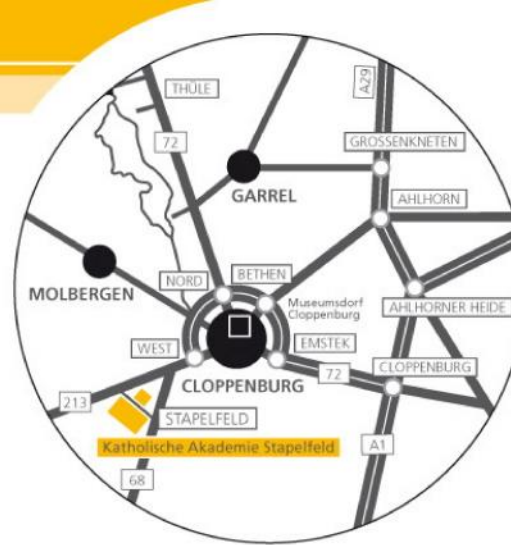 THÜLE
A29
72
GROSSENKNETEN
GARREL
AHLHORN
NORD
BETHEN
MOLBERGEN
Museumsdorf
Cloppenburg
AHLHORNER HEIDE
WEST
EMSTEK
CLOPPENBURG
72
CLOPPENBURG
213
STAPELFELD
Katholische Akademie Stapelfeld
A1
68